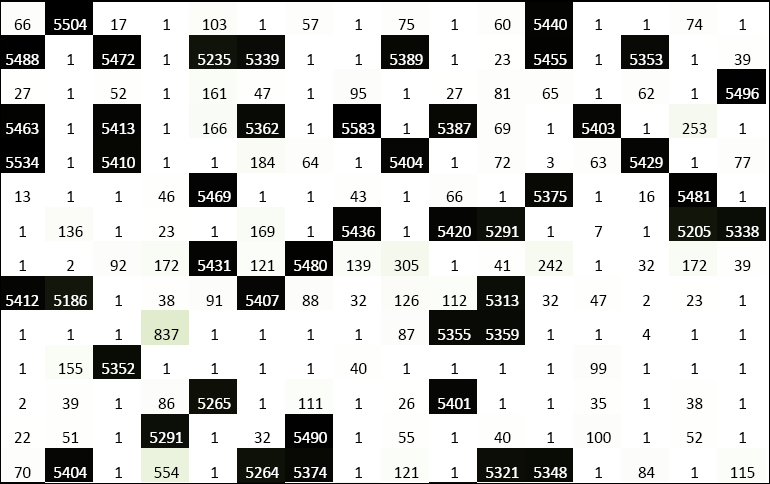 66 5504 17 1 103 1 57 1 75 1 60 5440 1 1 74 1
5488 1 5472 1 5235 5339 1 1 5389 1 23 5455 1 5353 1 39
27 1 52 1 161 47 1 95 1 27 81 65 1 62 1 5496
5463 1 5413 1 166 5362 1 5583 1 5387 69 1 5403 1 253 1
5534 1 5410 1 1 184 64 1 5404 1 72 3 63 5429 1 77
13 1 1 46 5469 1 1 43 1 66 1 5375 1 16 5481 1
1 136 1 23 1 169 1 5436 1 5420 5291 1 7 1 5205 5338
1 2 92 172 5431 121 5480 139 305 1 41 242 1 32 172 39
5412 5186 1 38 91 5407 88 32 126 112 5313 32 47 2 23 1
1 1 1 837 1 1 1 1 87 5355 5359 1 1 4 1 1
1 155 5352 1 1 1 1 40 1 1 1 1 99 1 1 1
2 39 1 86 5265 1 111 1 26 5401 1 1 35 1 38 1
22 51 1 5291 1 32 5490 1 55 1 40 1 100 1 52 1
70 5404 1 554 1 5264 5374 1 121 1 5321 5348 1 84 1 115